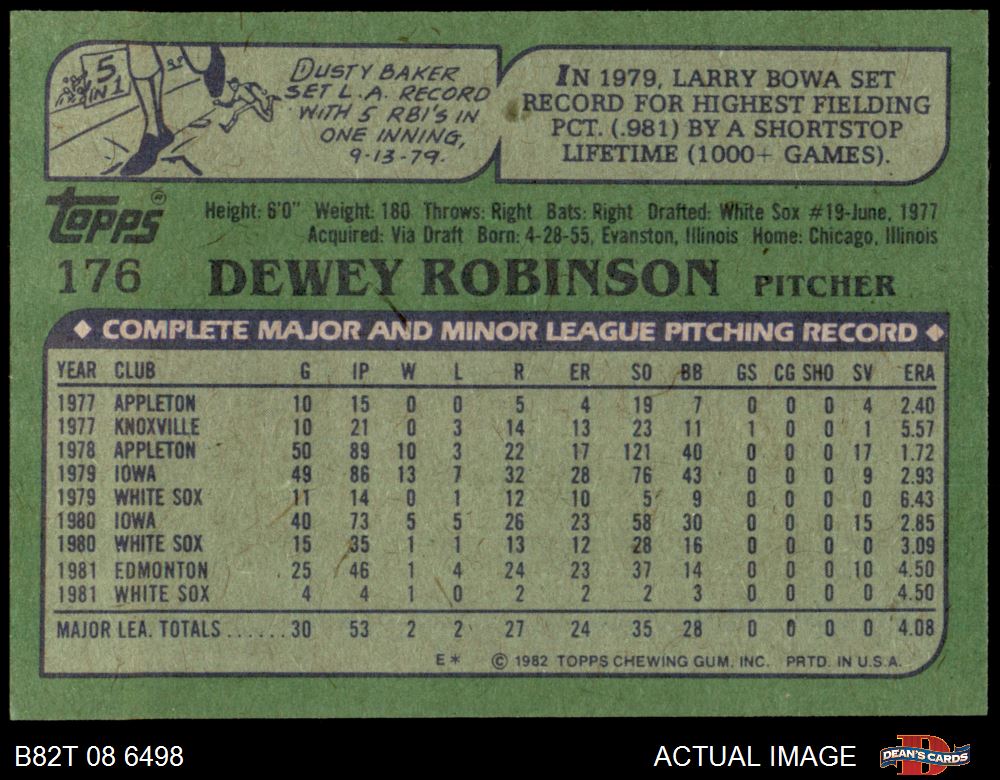 5
IN 1
DUSTY BAKER
SET L.A. RECORD
WITH 5 RBI'S IN
ONE INNING,
9-13-79.
IN 1979, LARRY BOWA SET
RECORD FOR HIGHEST FIELDING
PCT. (.981) BY A SHORTSTOP
LIFETIME (1000+ GAMES).
Topps®
Height: 6'0" Weight: 180 Throws: Right Bats: Right Drafted: White Sox #19-June, 1977
Acquired: Via Draft Born: 4-28-55, Evanston, Illinois Home: Chicago, Illinois
176 DEWEY ROBINSON PITCHER
◆ COMPLETE MAJOR AND MINOR LEAGUE PITCHING RECORD ◆
YEAR CLUB G IP W L R ER SO BB GS CG SHO SV ERA
1977 APPLETON 10 15 0 0 5 4 19 7 0 0 0 4 2.40
1977 KNOXVILLE 10 21 0 3 14 13 23 11 1 0 0 1 5.57
1978 APPLETON 50 89 10 3 22 17 121 40 0 0 0 17 1.72
1979 IOWA 49 86 13 7 32 28 76 43 0 0 0 9 2.93
1979 WHITE SOX 11 14 0 1 12 10 5 9 0 0 0 0 6.43
1980 IOWA 40 73 5 5 26 23 58 30 0 0 0 15 2.85
1980 WHITE SOX 15 35 1 1 13 12 28 16 0 0 0 0 3.09
1981 EDMONTON 25 46 1 4 24 23 37 14 0 0 0 10 4.50
1981 WHITE SOX 4 4 1 0 2 2 2 3 0 0 0 0 4.50
MAJOR LEA. TOTALS ...... 30 53 2 2 27 24 35 28 0 0 0 0 4.08
E* © 1982 TOPPS CHEWING GUM, INC. PRTD. IN U.S.A.
B82T 08 6498 ACTUAL IMAGE DEAN'S CARDS